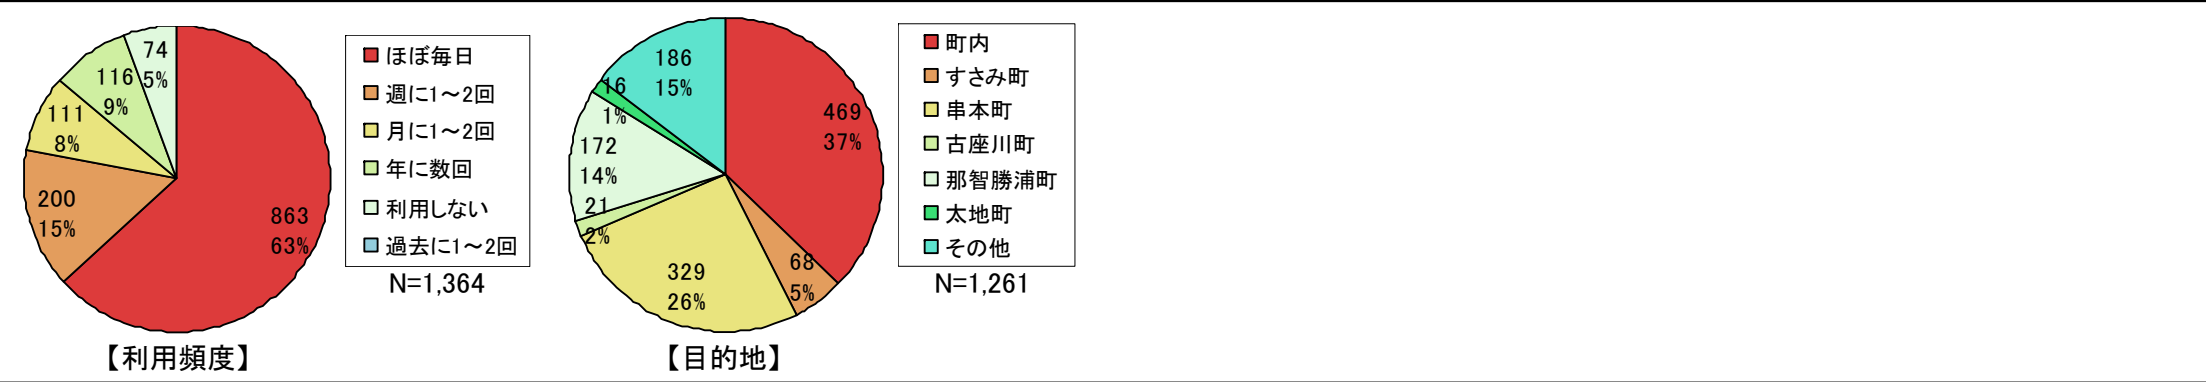 74
5%
116
9%
111
8%
200
15%
863
63%
ほぼ毎日
週に1～2回
月に1～2回
年に数回
利用しない
過去に1～2回
N=1,364
【利用頻度】
186
15%
16
1%
172
14%
21
2%
329
26%
68
5%
469
37%
町内
すさみ町
串本町
古座川町
那智勝浦町
太地町
その他
N=1,261
【目的地】